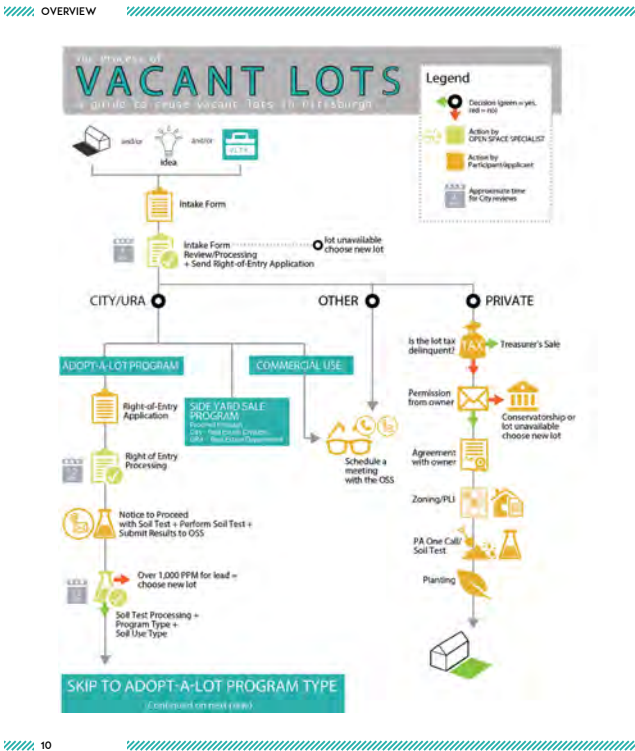 OVERVIEW
The Process of
VACANT LOTS
a guide to reuse vacant lots in Pittsburgh
Legend
Decision (green = yes,
red = no)
Action by
OPEN SPACE SPECIALIST
Action by
Participant/applicant
Approximate time
for City reviews
and/or
idea
and/or
Intake Form
Intake Form
Review/Processing
+ Send Right-of-Entry Application
lot unavailable
choose new lot
CITY/URA
OTHER
PRIVATE
Is the lot tax
delinquent?
TAX
Treasurer's Sale
ADOPT-A-LOT PROGRAM
COMMERCIAL USE
Permission
from owner
Conservatorship or
lot unavailable
choose new lot
Right-of-Entry
Application
SIDE YARD SALE
PROGRAM
Right of Entry
Processing
Schedule a
meeting
with the OSS
Agreement
with owner
Zoning/PLI
Notice to Proceed
with Soil Test + Perform Soil Test +
Submit Results to OSS
PA One Call/
Soil Test
Over 1,000 PPM for lead =
choose new lot
Planting
Soil Test Processing +
Program Type +
Soil Use Type
SKIP TO ADOPT-A-LOT PROGRAM TYPE
(Continued on next page)
10